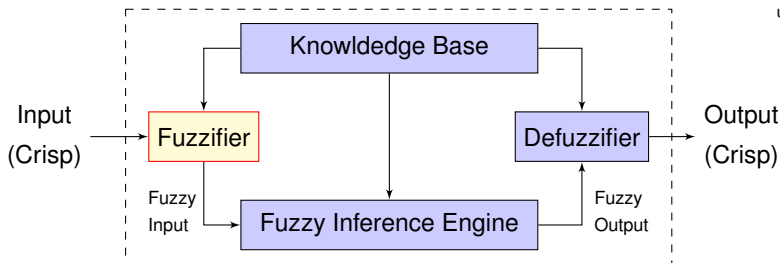 Knowldedge Base
Input
(Crisp)
Fuzzifier
Defuzzifier
Output
(Crisp)
Fuzzy
Input
Fuzzy Inference Engine
Fuzzy
Output